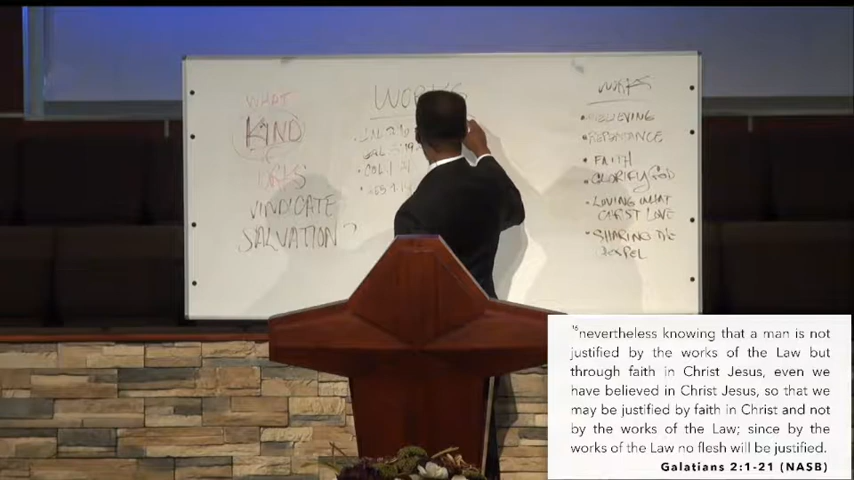 WHAT
KIND
OF
WORKS
VINDICATE
SALVATION?
WORKS
WORKS
• BELIEVING
• REPENTANCE
• FAITH
• GLORIFY GOD
• LOVING WHAT
CHRIST LOVE
• SHARING THE
GOSPEL
16nevertheless knowing that a man is not
justified by the works of the Law but
through faith in Christ Jesus, even we
have believed in Christ Jesus, so that we
may be justified by faith in Christ and not
by the works of the Law; since by the
works of the Law no flesh will be justified.
Galatians 2:1-21 (NASB)